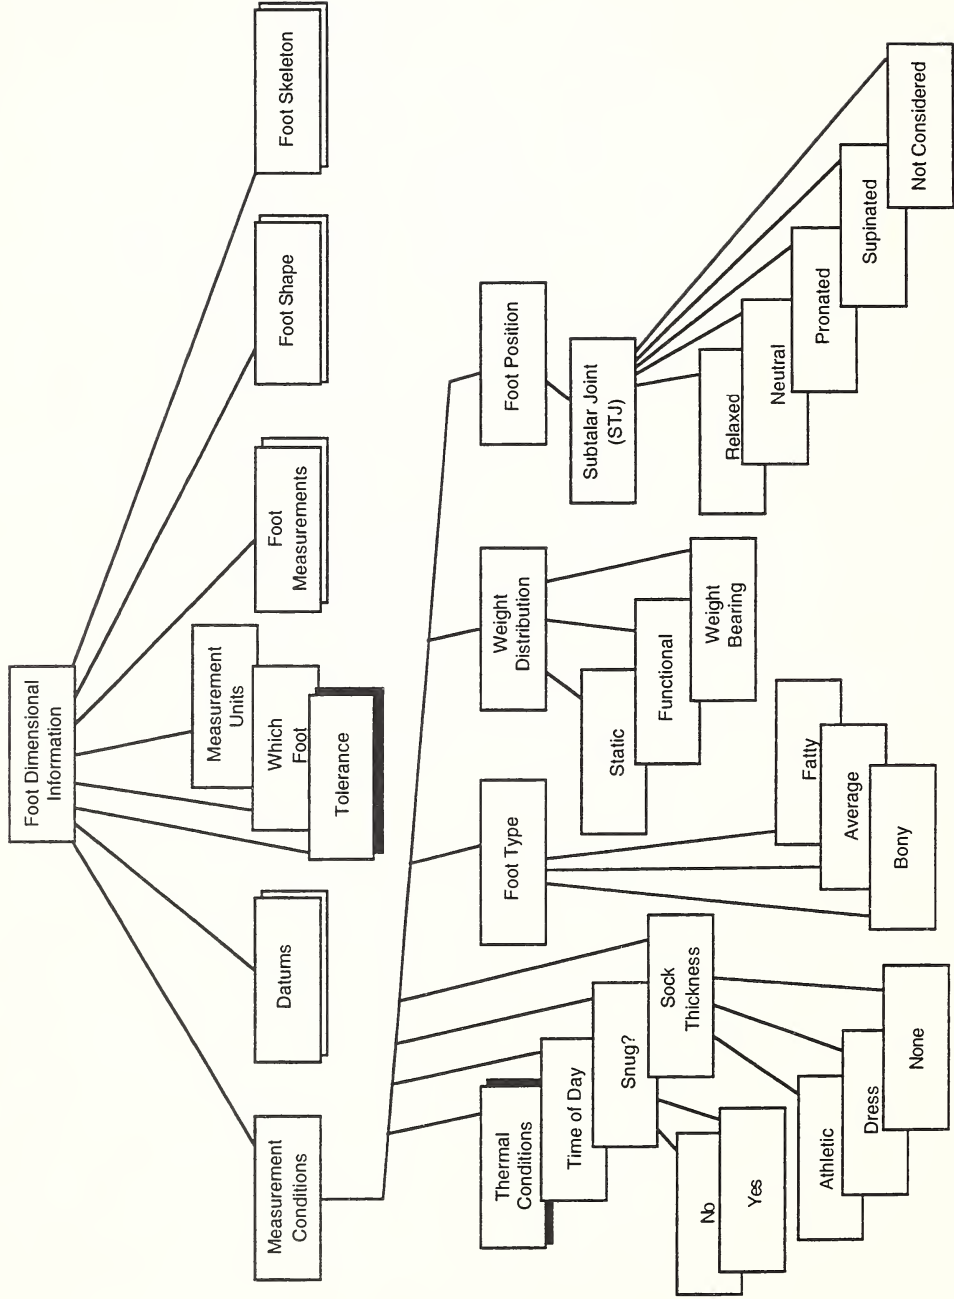 Foot Dimensional
Information
Measurement
Conditions
Datums
Tolerance
Which
Foot
Measurement
Units
Foot
Measurements
Foot Shape
Foot Skeleton
Thermal
Conditions
Time of Day
Snug?
Sock
Thickness
Foot Type
Weight
Distribution
Foot Position
Subtalar Joint
(STJ)
No
Yes
Athletic
Dress
None
Fatty
Average
Bony
Static
Functional
Weight
Bearing
Relaxed
Neutral
Pronated
Supinated
Not Considered